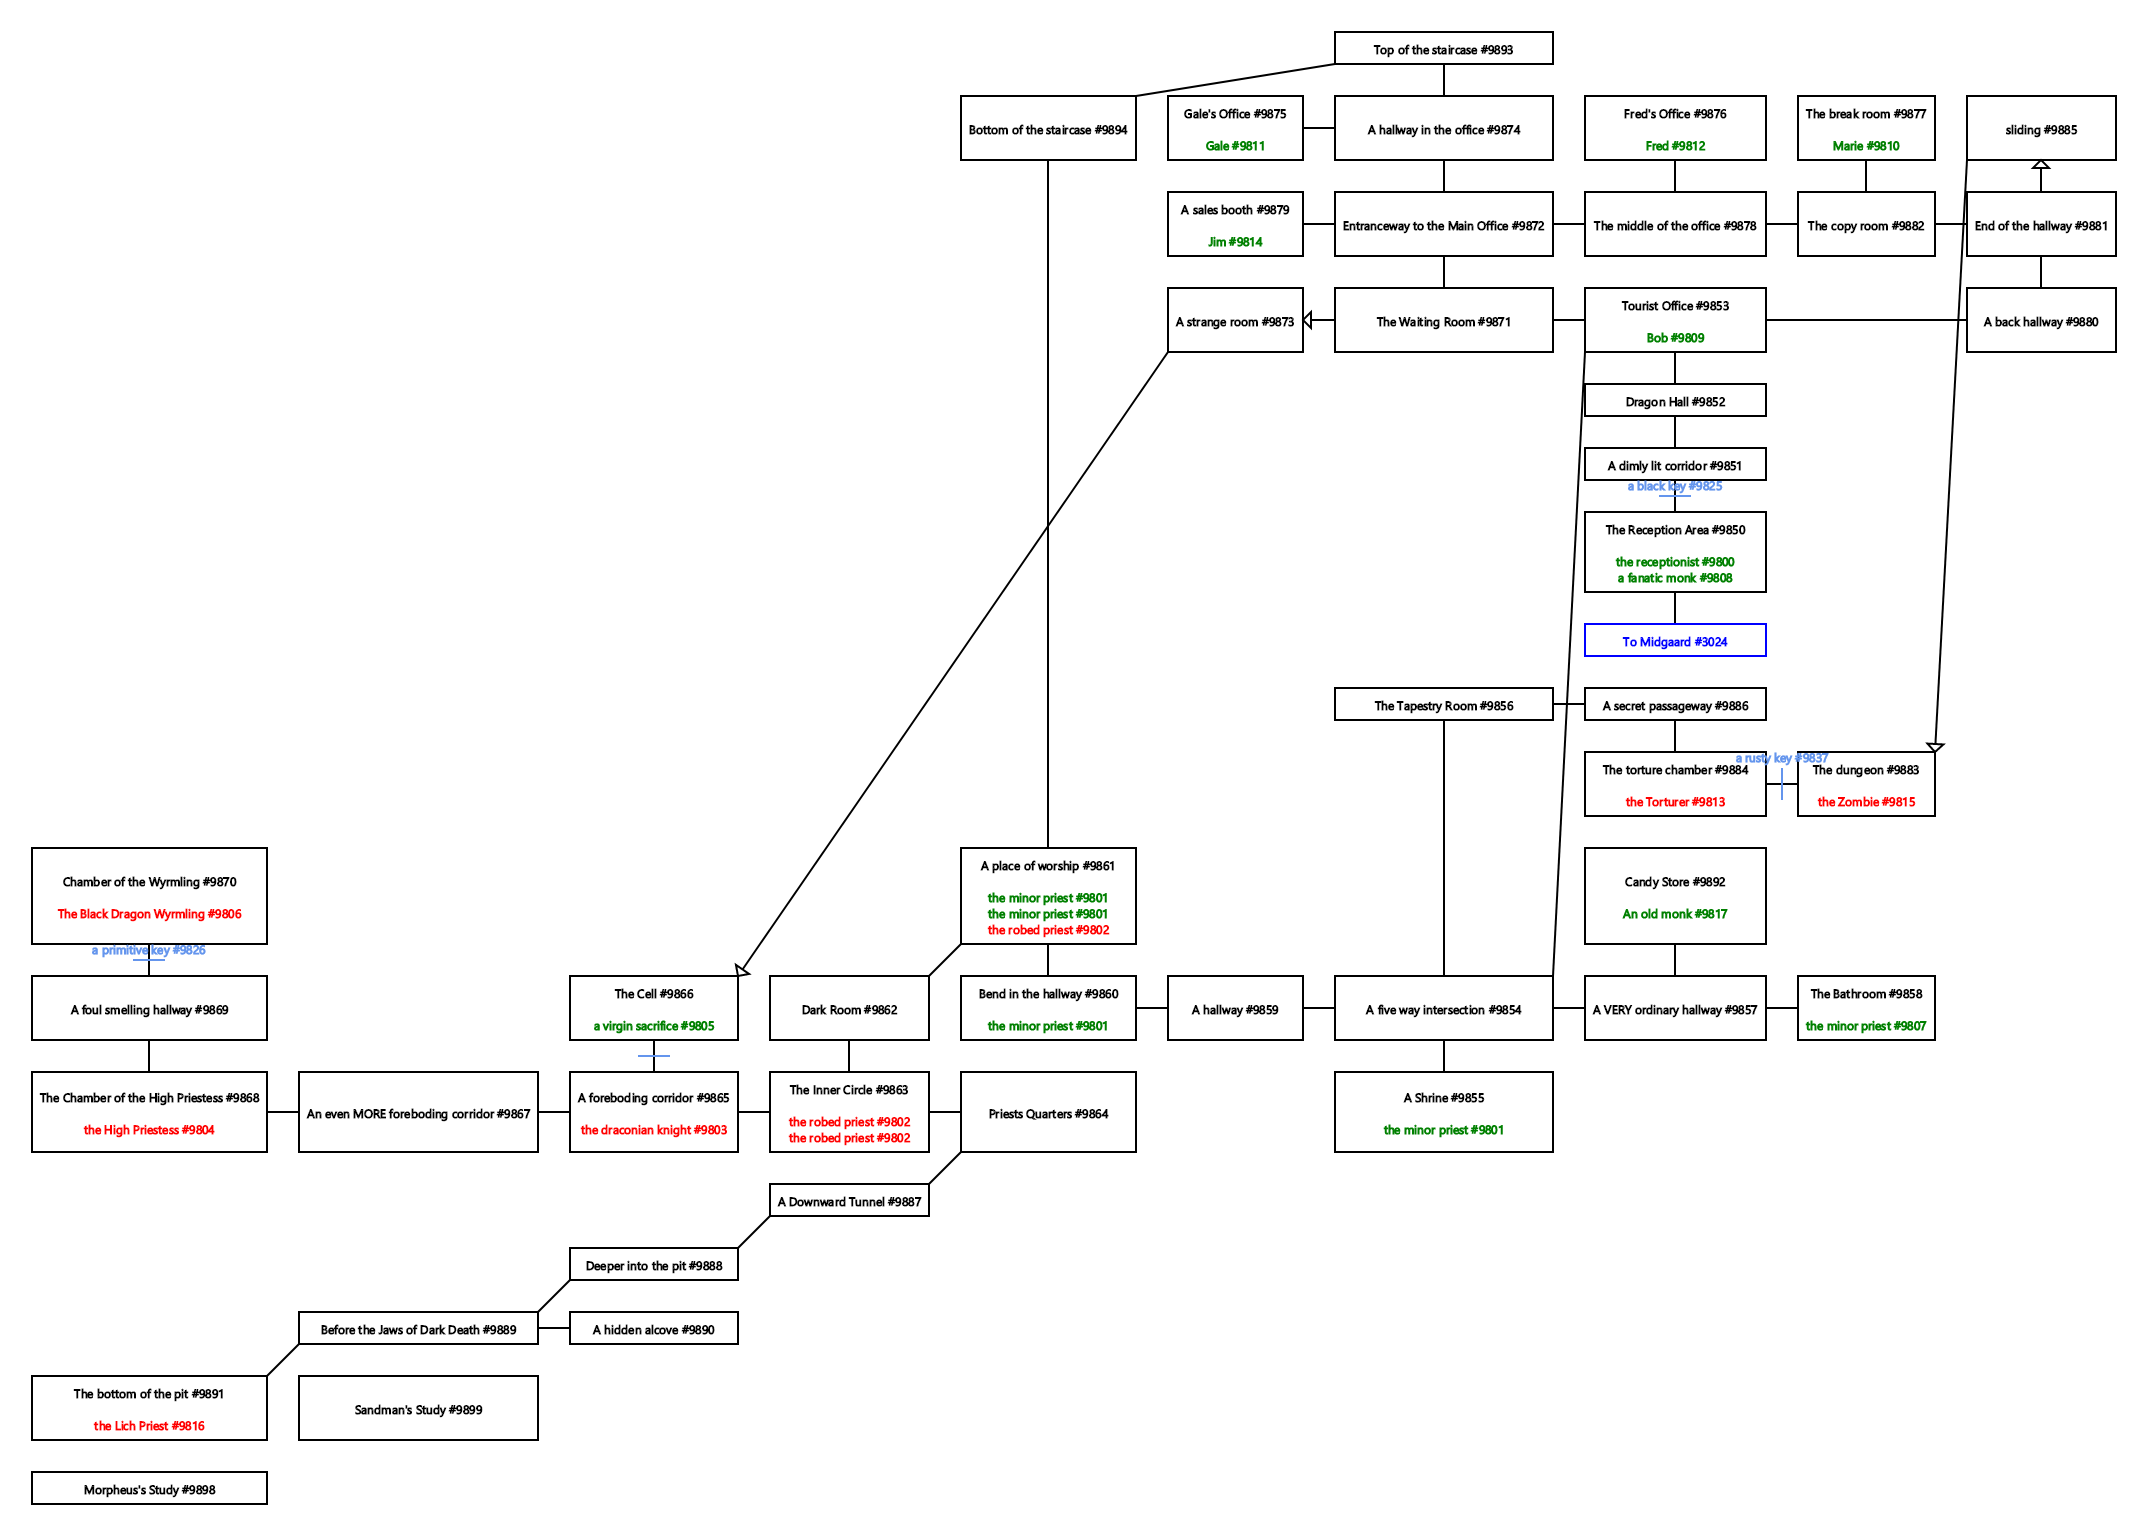 Top of the staircase #9893
Bottom of the staircase #9894
Gale's Office #9875
Gale #9811
A hallway in the office #9874
Fred's Office #9876
Fred #9812
The break room #9877
Marie #9810
sliding #9885
A sales booth #9879
Jim #9814
Entranceway to the Main Office #9872
The middle of the office #9878
The copy room #9882
End of the hallway #9881
A strange room #9873
The Waiting Room #9871
Tourist Office #9853
Bob #9809
A back hallway #9880
Dragon Hall #9852
A dimly lit corridor #9851
a black key #9825
The Reception Area #9850
the receptionist #9800
a fanatic monk #9808
To Midgaard #3024
The Tapestry Room #9856
A secret passageway #9886
a rusty key #9837
The torture chamber #9884
the Torturer #9813
The dungeon #9883
the Zombie #9815
Chamber of the Wyrmling #9870
The Black Dragon Wyrmling #9806
a primitive key #9826
A place of worship #9861
the minor priest #9801
the minor priest #9801
the robed priest #9802
Candy Store #9892
An old monk #9817
A foul smelling hallway #9869
The Cell #9866
a virgin sacrifice #9805
Dark Room #9862
Bend in the hallway #9860
the minor priest #9801
A hallway #9859
A five way intersection #9854
A VERY ordinary hallway #9857
The Bathroom #9858
the minor priest #9807
The Chamber of the High Priestess #9868
the High Priestess #9804
An even MORE foreboding corridor #9867
A foreboding corridor #9865
the draconian knight #9803
The Inner Circle #9863
the robed priest #9802
the robed priest #9802
Priests Quarters #9864
A Shrine #9855
the minor priest #9801
A Downward Tunnel #9887
Deeper into the pit #9888
Before the Jaws of Dark Death #9889
A hidden alcove #9890
The bottom of the pit #9891
the Lich Priest #9816
Sandman's Study #9899
Morpheus's Study #9898